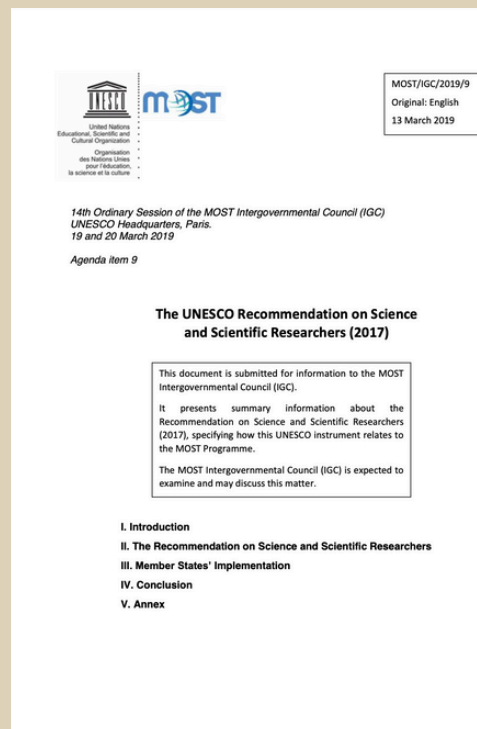 MOST/IGC/2019/9
Original: English
13 March 2019
UNESCO
MOST
United Nations
Educational, Scientific and
Cultural Organization
Organisation
des Nations Unies
pour l'éducation,
la science et la culture
14th Ordinary Session of the MOST Intergovernmental Council (IGC)
UNESCO Headquarters, Paris.
19 and 20 March 2019
Agenda item 9
The UNESCO Recommendation on Science
and Scientific Researchers (2017)
This document is submitted for information to the MOST
Intergovernmental Council (IGC).
It presents summary information about the
Recommendation on Science and Scientific Researchers
(2017), specifying how this UNESCO instrument relates to
the MOST Programme.
The MOST Intergovernmental Council (IGC) is expected to
examine and may discuss this matter.
I. Introduction
II. The Recommendation on Science and Scientific Researchers
III. Member States' Implementation
IV. Conclusion
V. Annex